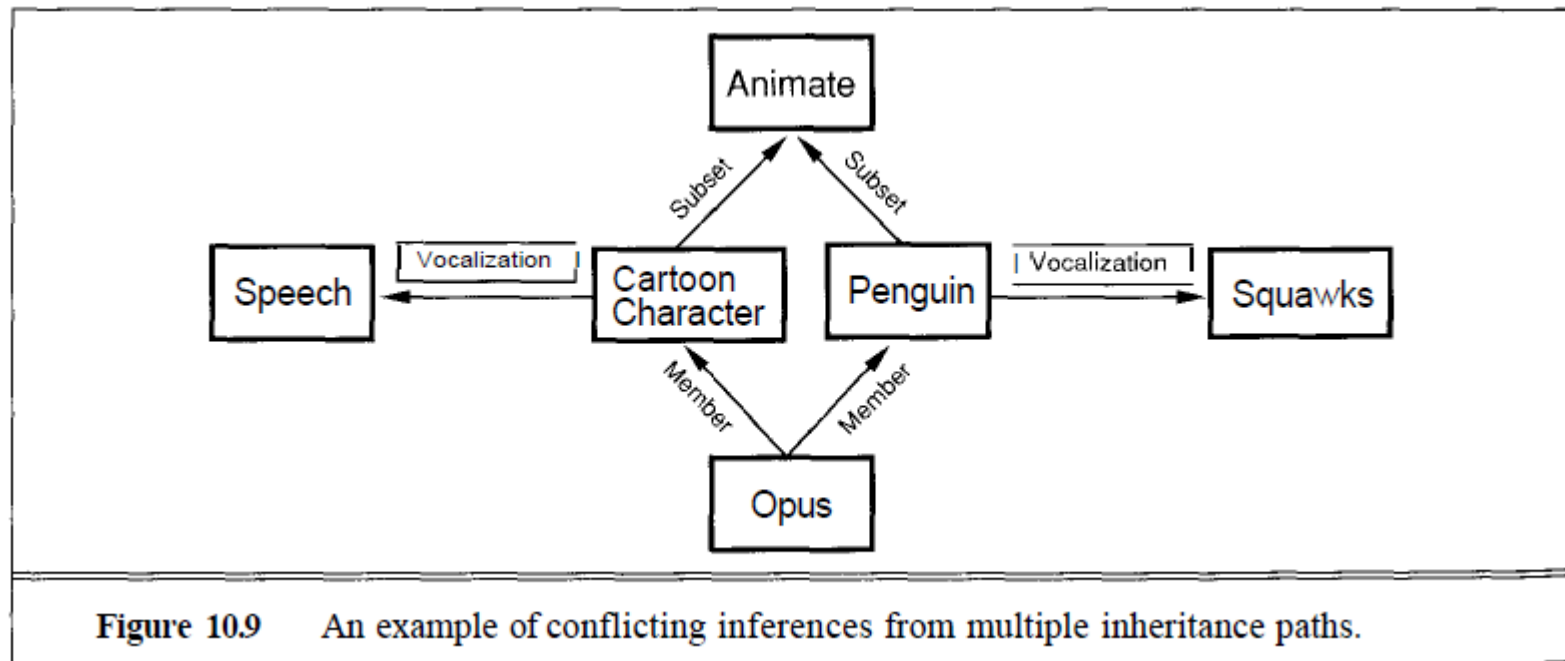 Animate
Subset
Subset
Speech
Vocalization
Cartoon
Character
Penguin
Vocalization
Squawks
Member
Member
Opus
Figure 10.9 An example of conflicting inferences from multiple inheritance paths.